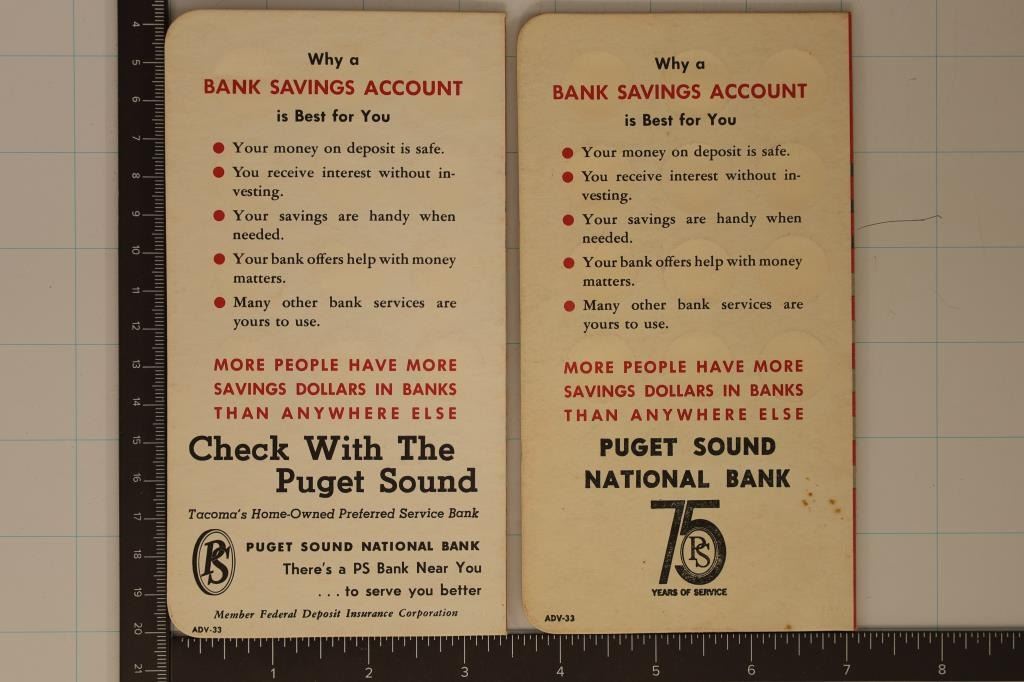 Why a
BANK SAVINGS ACCOUNT
is Best for You
Your money on deposit is safe.
You receive interest without in-
vesting.
Your savings are handy when
needed.
Your bank offers help with money
matters.
Many other bank services are
yours to use.
MORE PEOPLE HAVE MORE
SAVINGS DOLLARS IN BANKS
THAN ANYWHERE ELSE
Check With The
Puget Sound
Tacoma's Home-Owned Preferred Service Bank
PS
PUGET SOUND NATIONAL BANK
There's a PS Bank Near You
...to serve you better
Member Federal Deposit Insurance Corporation
ADV-33
Why a
BANK SAVINGS ACCOUNT
is Best for You
Your money on deposit is safe.
You receive interest without in-
vesting.
Your savings are handy when
needed.
Your bank offers help with money
matters.
Many other bank services are
yours to use.
MORE PEOPLE HAVE MORE
SAVINGS DOLLARS IN BANKS
THAN ANYWHERE ELSE
PUGET SOUND
NATIONAL BANK
75
PS
YEARS OF SERVICE
ADV-33
4
5
6
7
8
9
10
11
12
13
14
15
16
17
18
19
20
21
1 2 3 4 5 6 7 8